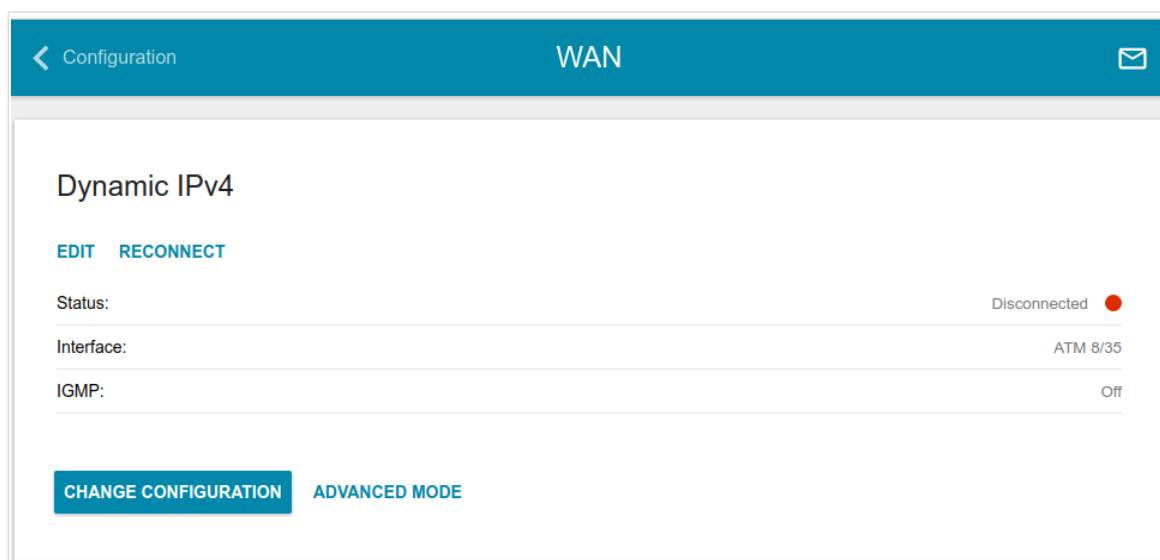 Configuration
WAN
Dynamic IPv4
EDIT RECONNECT
Status: Disconnected
Interface: ATM 8/35
IGMP: Off
CHANGE CONFIGURATION ADVANCED MODE